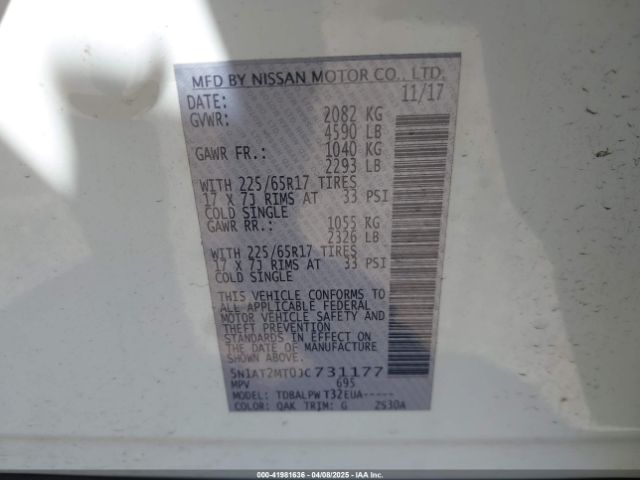 MFD BY NISSAN MOTOR CO., LTD.
DATE: 11/17
GVWR: 2082 KG
4590 LB
GAWR FR.: 1040 KG
2293 LB
WITH 225/65R17 TIRES
17 X 7J RIMS AT 33 PSI
COLD SINGLE
GAWR RR.: 1055 KG
2326 LB
WITH 225/65R17 TIRES
17 X 7J RIMS AT 33 PSI
COLD SINGLE
THIS VEHICLE CONFORMS TO
ALL APPLICABLE FEDERAL
MOTOR VEHICLE SAFETY AND
THEFT PREVENTION
STANDARDS IN EFFECT ON
THE DATE OF MANUFACTURE
SHOWN ABOVE.
5N1AT2MT0JC731177
MPV 695
MODEL: TDBALPW T32EUA-----
COLOR: QAK TRIM: G ZS30A
000-41981636 - 04/08/2025 - IAA Inc.